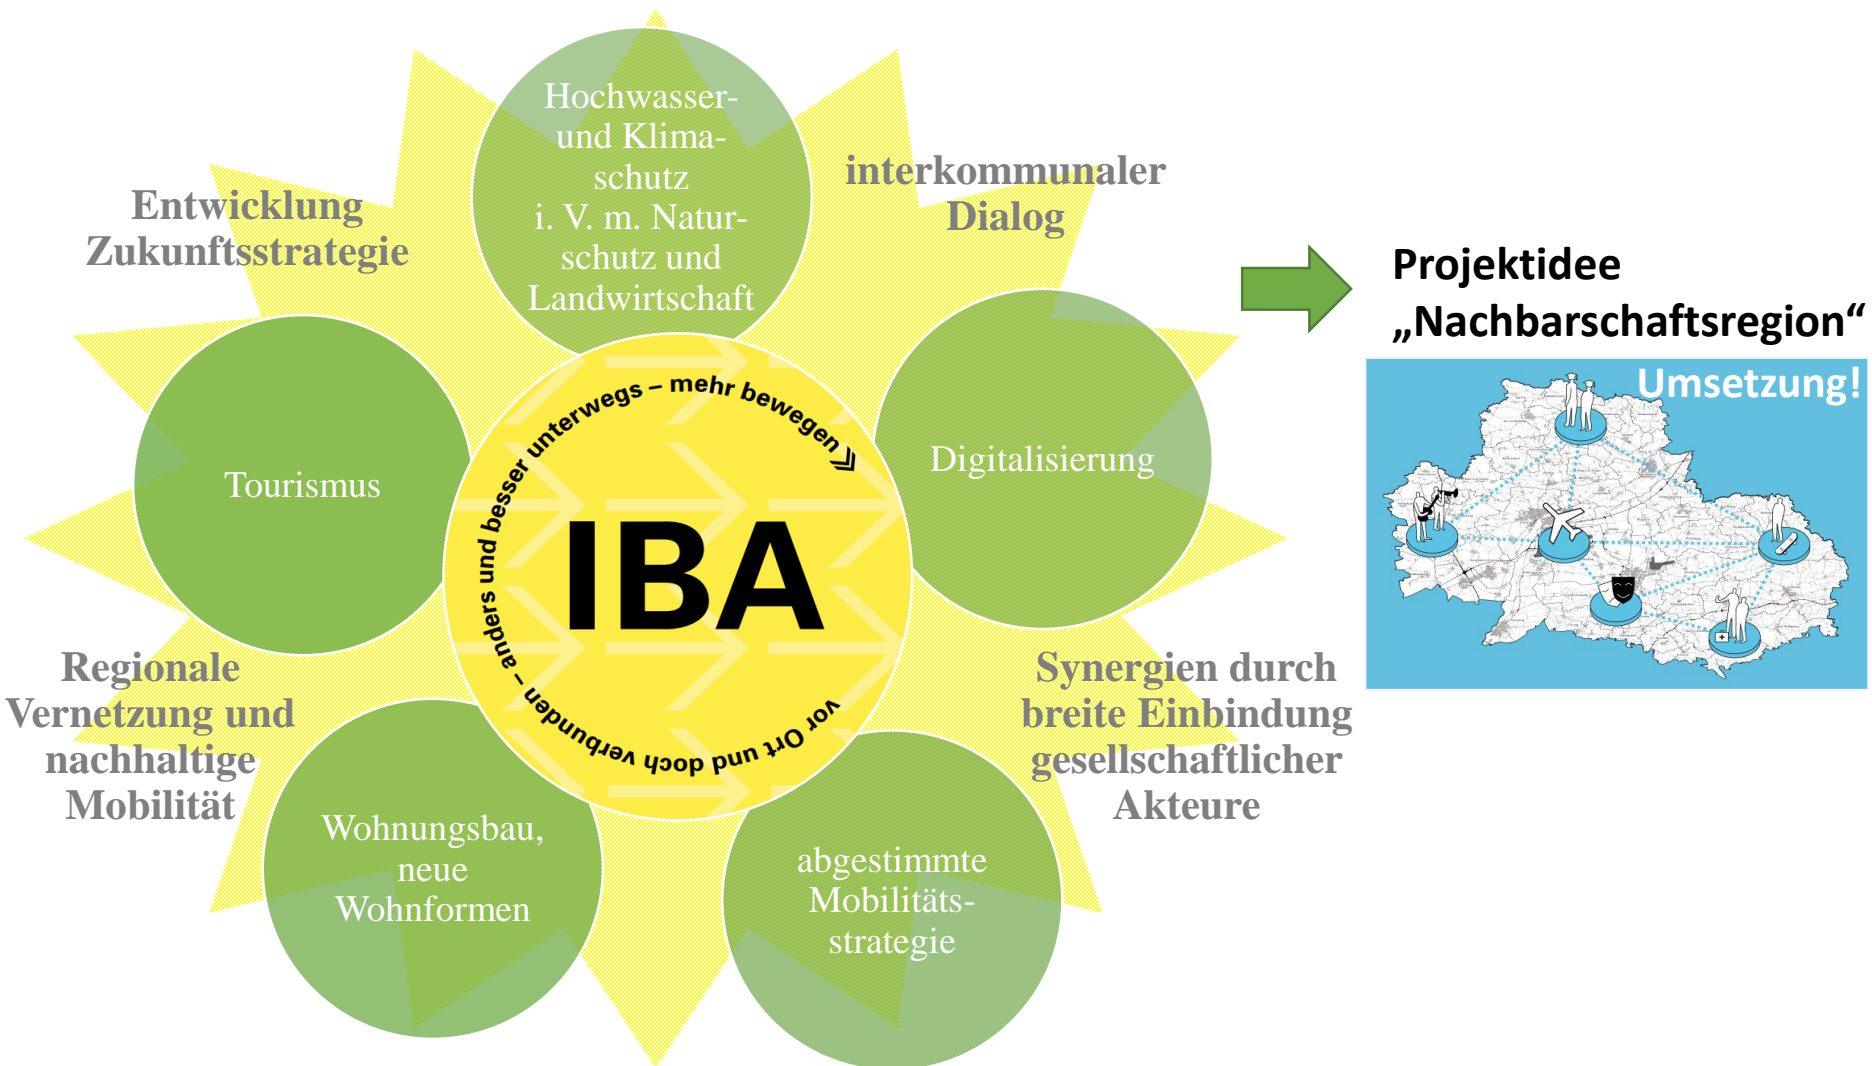 Hochwasser-
und Klima-
schutz
i. V. m. Natur-
schutz und
Landwirtschaft
interkommunaler
Dialog
Entwicklung
Zukunftsstrategie
Projektidee
„Nachbarschaftsregion“
Umsetzung!
Tourismus
Digitalisierung
vor Ort und doch verbunden – anders und besser unterwegs – mehr bewegen
IBA
Regionale
Vernetzung und
nachhaltige
Mobilität
Synergien durch
breite Einbindung
gesellschaftlicher
Akteure
Wohnungsbau,
neue
Wohnformen
abgestimmte
Mobilitäts-
strategie